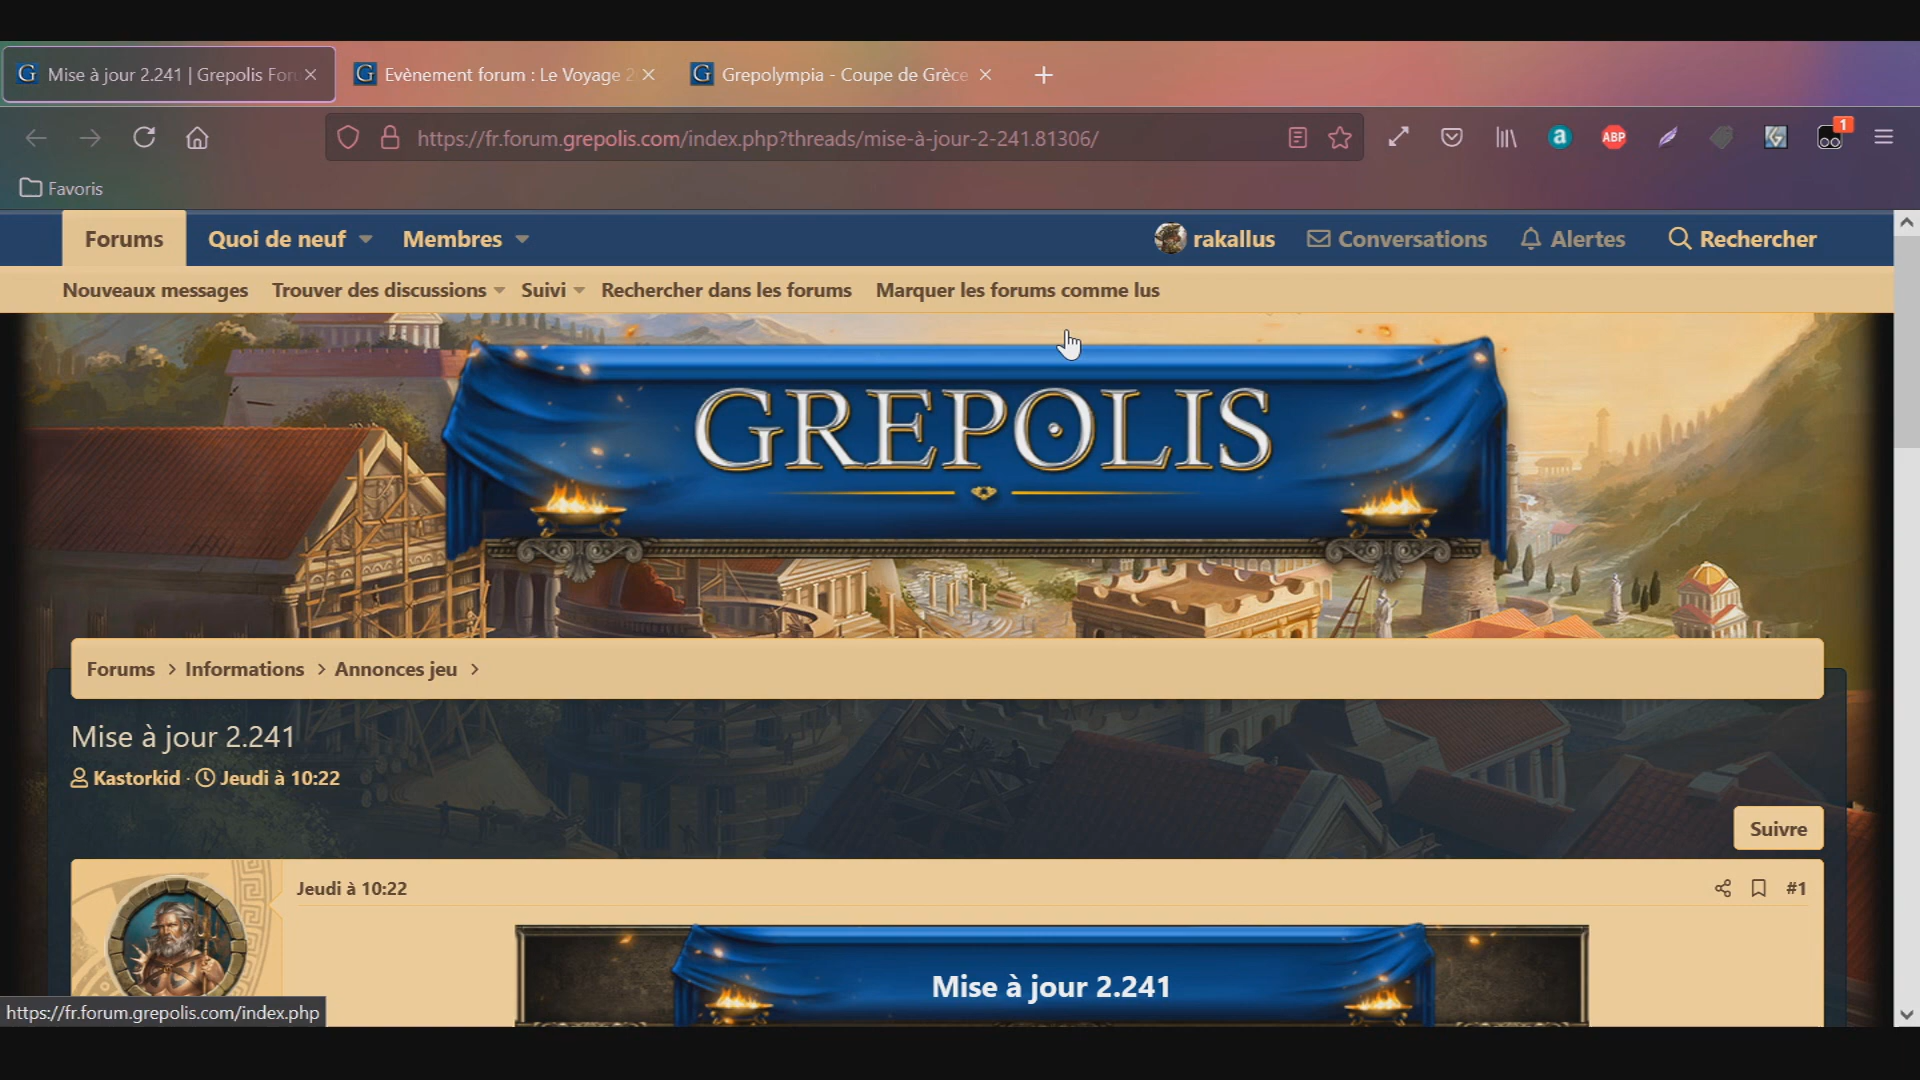 Mise à jour 2.241 | Grepolis For
Evènement forum : Le Voyage
Grepolympia - Coupe de Grèce
https://fr.forum.grepolis.com/index.php?threads/mise-à-jour-2-241.81306/
a
ABP
1
Favoris
Forums
Quoi de neuf
Membres
rakallus
Conversations
Alertes
Rechercher
Nouveaux messages
Trouver des discussions
Suivi
Rechercher dans les forums
Marquer les forums comme lus
GREPOLIS
Forums > Informations > Annonces jeu >
Mise à jour 2.241
Kastorkid · Jeudi à 10:22
Suivre
Jeudi à 10:22
#1
Mise à jour 2.241
https://fr.forum.grepolis.com/index.php